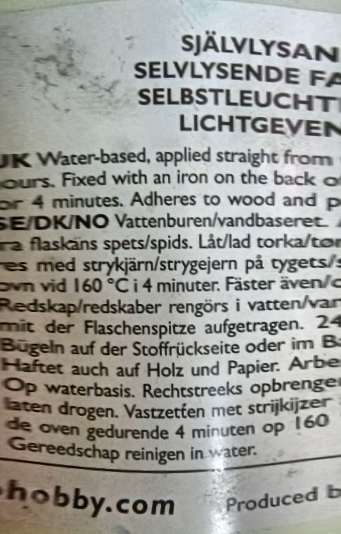 SJÄLVLYSAN
SELVLYSENDE FA
SELBSTLEUCHT
LICHTGEVEN
UK Water-based, applied straight from
ours. Fixed with an iron on the back o
or 4 minutes. Adheres to wood and p
SE/DK/NO Vattenburen/vandbaseret.
ra flaskans spets/spids. Låt/lad torka/tør
es med strykjärn/strygejern på tygets/s
ovn vid 160 °C i 4 minuter. Fäster även/o
Redskap/redskaber rengörs i vatten/van
mit der Flaschenspitze aufgetragen. 24
Bügeln auf der Stoffrückseite oder im Ba
Haftet auch auf Holz und Papier. Arbe
Op waterbasis. Rechtstreeks opbrenge
laten drogen. Vastzetten met strijkijzer
de oven gedurende 4 minuten op 160
Gereedschap reinigen in water.
hobby.com
Produced b